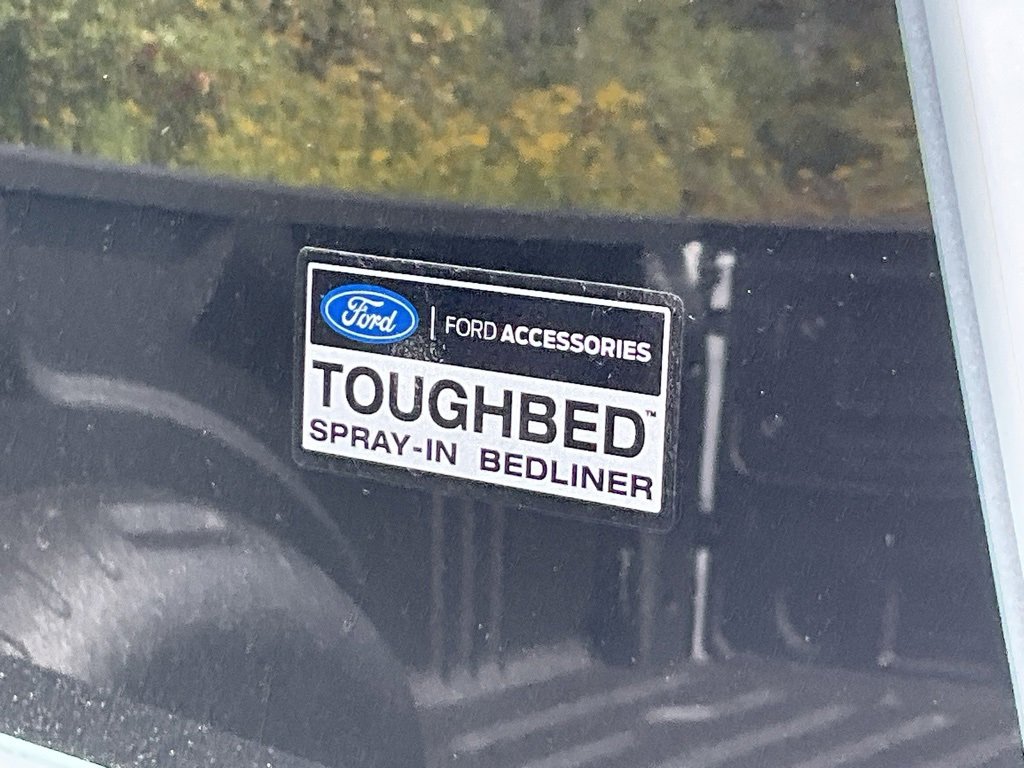 Ford | FORD ACCESSORIES
TOUGHBED™
SPRAY-IN BEDLINER